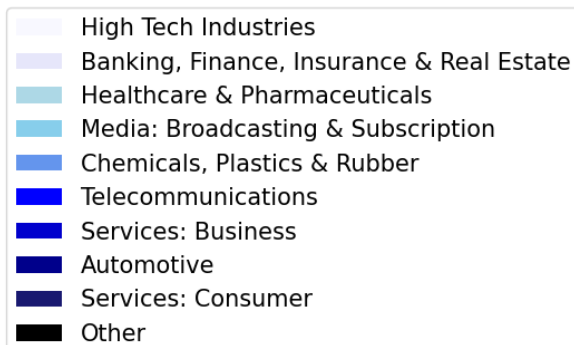 High Tech Industries
Banking, Finance, Insurance & Real Estate
Healthcare & Pharmaceuticals
Media: Broadcasting & Subscription
Chemicals, Plastics & Rubber
Telecommunications
Services: Business
Automotive
Services: Consumer
Other